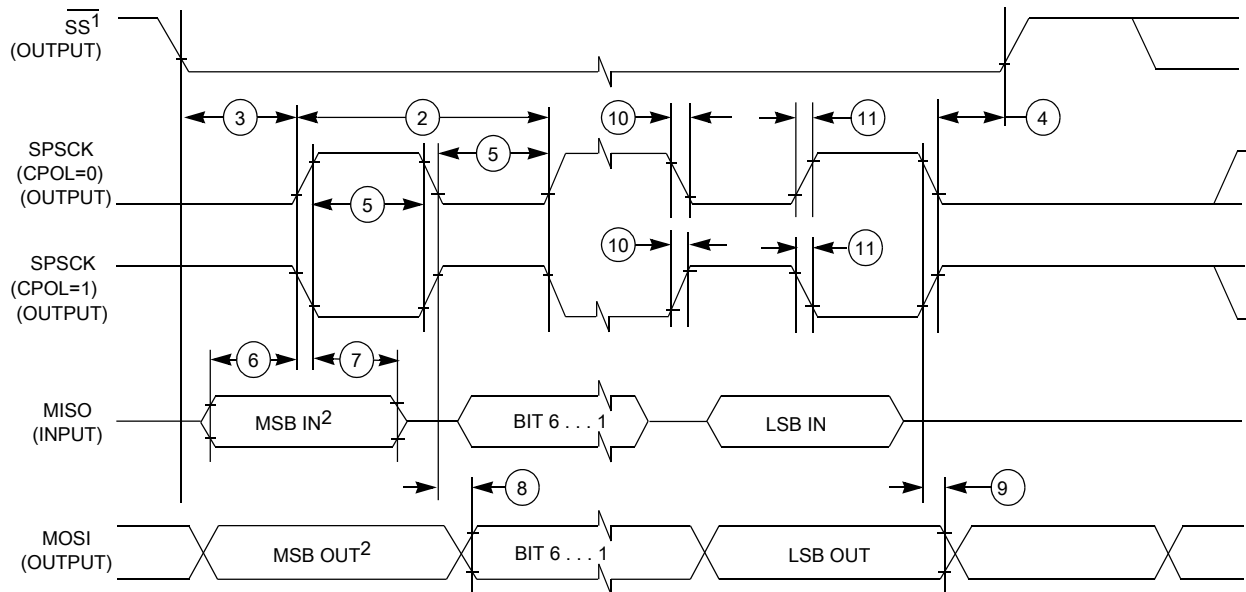 SS1
(OUTPUT)
3
2
10
11
4
SPSCK
(CPOL=0)
(OUTPUT)
5
5
SPSCK
(CPOL=1)
(OUTPUT)
10
11
6
7
MISO
(INPUT)
MSB IN2
BIT 6 . . . 1
LSB IN
8
9
MOSI
(OUTPUT)
MSB OUT2
BIT 6 . . . 1
LSB OUT